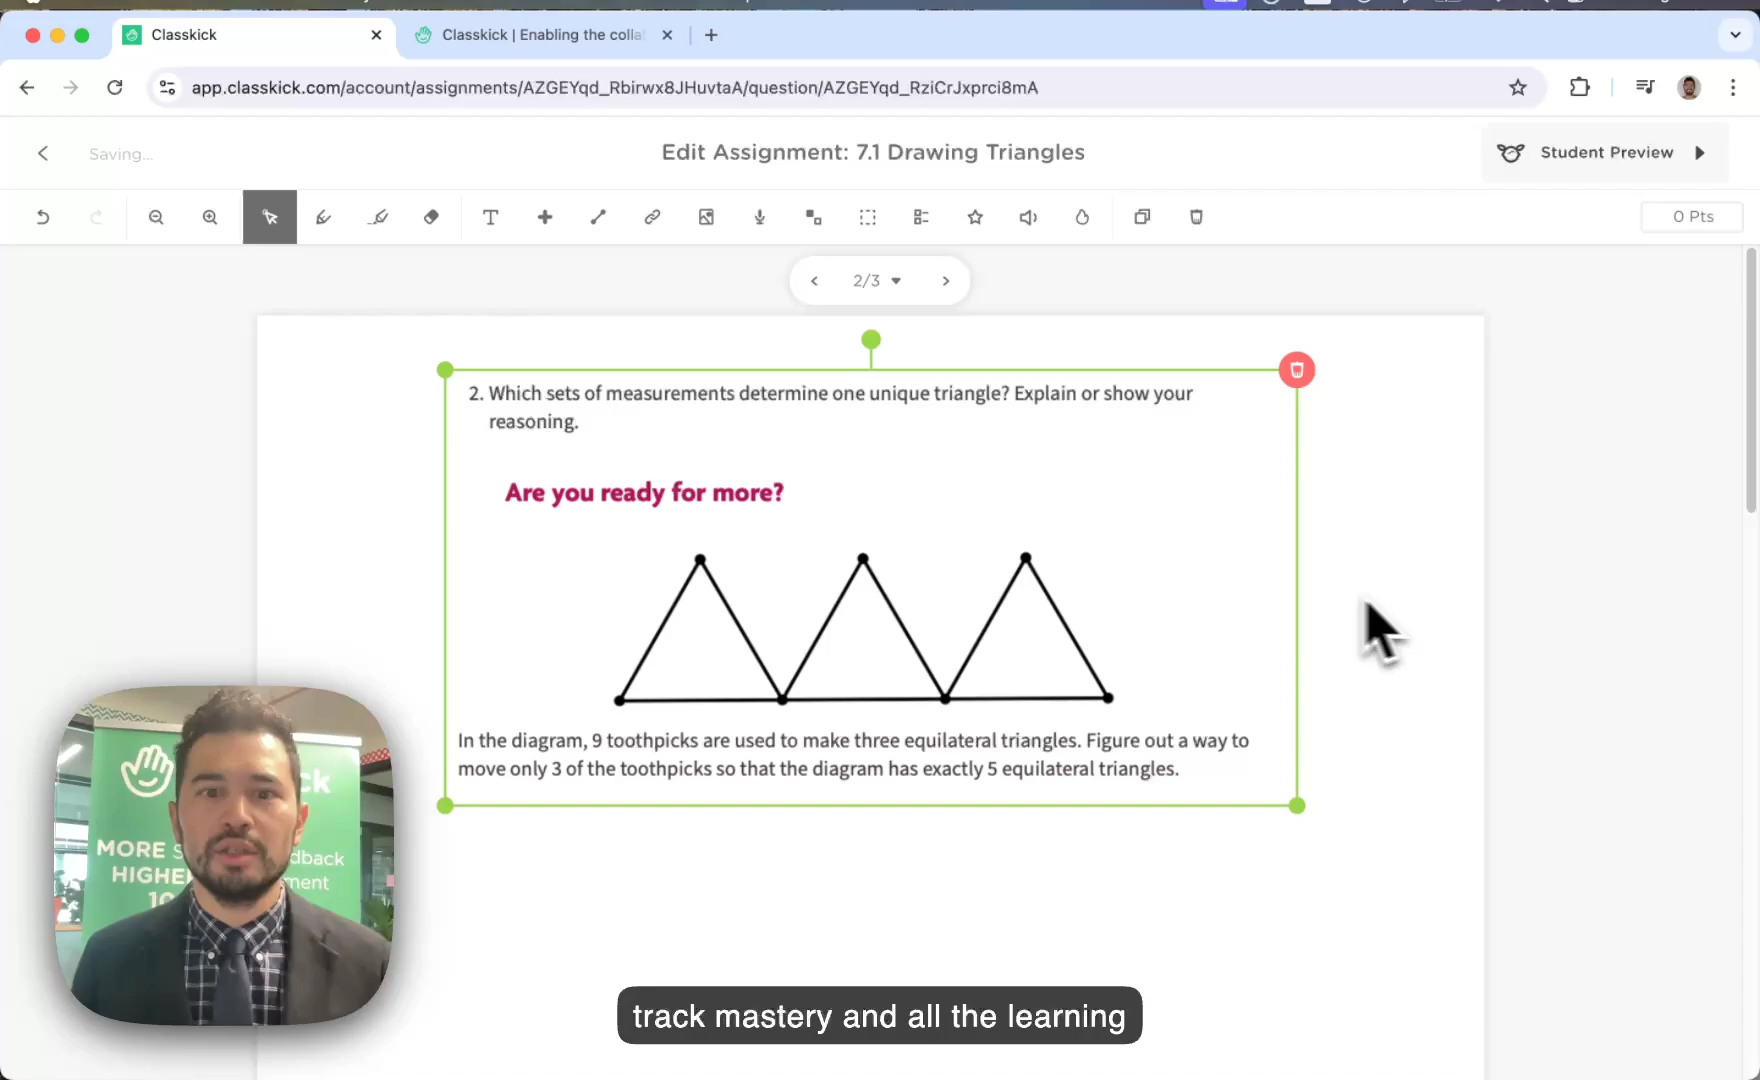 Classkick
Classkick | Enabling the colla
app.classkick.com/account/assignments/AZGEYqd_Rbirwx8JHuvtaA/question/AZGEYqd_RziCrJxprci8mA
Saving...
Edit Assignment: 7.1 Drawing Triangles
Student Preview
0 Pts
2/3
2. Which sets of measurements determine one unique triangle? Explain or show your
reasoning.
Are you ready for more?
In the diagram, 9 toothpicks are used to make three equilateral triangles. Figure out a way to
move only 3 of the toothpicks so that the diagram has exactly 5 equilateral triangles.
ck
MORE S
dback
HIGHE
ment
10
track mastery and all the learning